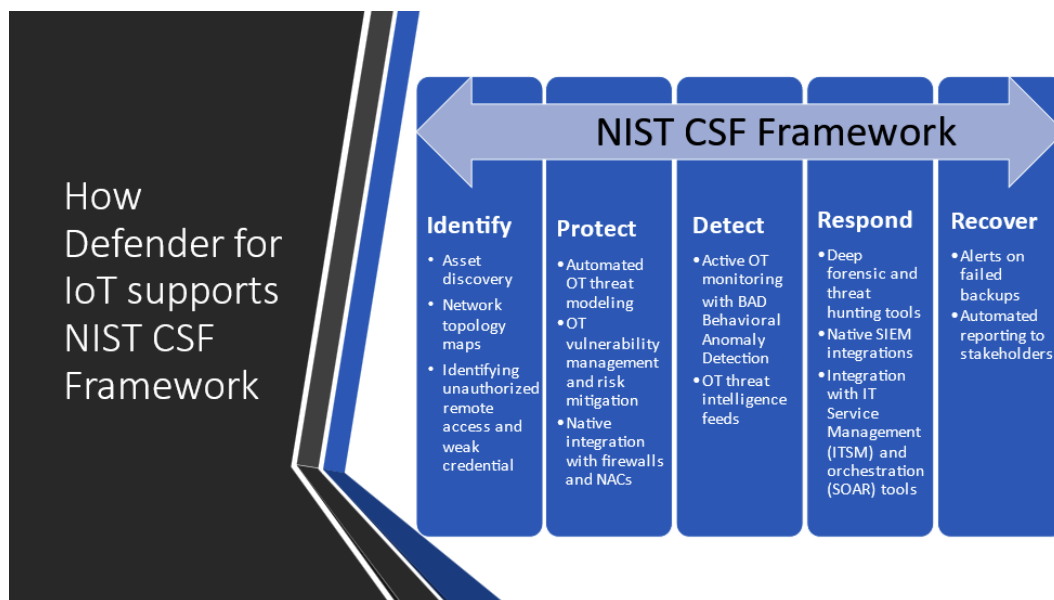 How
Defender for
IoT supports
NIST CSF
Framework
NIST CSF Framework
Identify
• Asset
discovery
• Network
topology
maps
• Identifying
unauthorized
remote
access and
weak
credential
Protect
•Automated
OT threat
modeling
•OT
vulnerability
management
and risk
mitigation
•Native
integration
with firewalls
and NACs
Detect
•Active OT
monitoring
with BAD
Behavioral
Anomaly
Detection
•OT threat
intelligence
feeds
Respond
•Deep
forensic and
threat
hunting tools
•Native SIEM
integrations
•Integration
with IT
Service
Management
(ITSM) and
orchestration
(SOAR) tools
Recover
•Alerts on
failed
backups
•Automated
reporting to
stakeholders